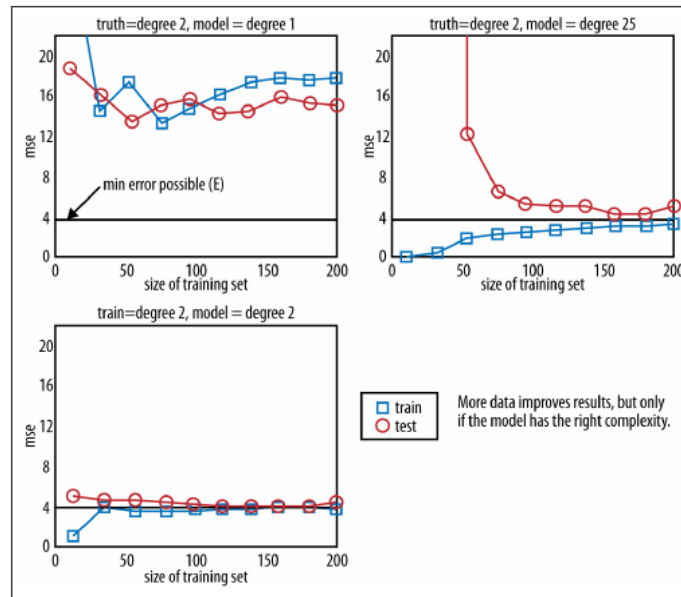 truth=degree 2, model = degree 1
20
16
12
8
4
0
mse
min error possible (E)
0
50
100
150
200
size of training set
truth=degree 2, model = degree 25
20
16
12
8
4
0
mse
0
50
100
150
200
size of training set
train=degree 2, model = degree 2
20
16
12
8
4
0
mse
0
50
100
150
200
size of training set
train
test
More data improves results, but only
if the model has the right complexity.